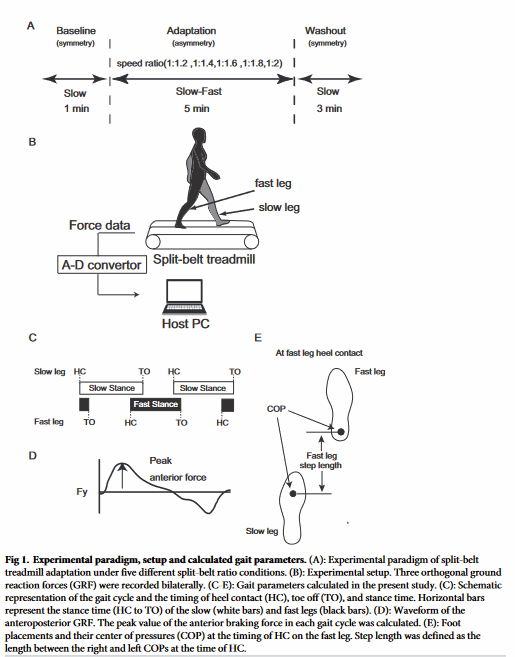 A
Baseline
(symmetry)
Adaptation
(asymmetry)
Washout
(symmetry)
speed ratio(1:1.2 ,1:1.4,1:1.6 ,1:1.8,1:2)
Slow
1 min
Slow-Fast
5 min
Slow
3 min
B
fast leg
slow leg
Force data
A-D convertor
Split-belt treadmill
Host PC
C
Slow leg HC TO HC TO
Slow Stance Slow Stance
Fast Stance
Fast leg TO HC TO HC
D
Peak
anterior force
Fy
E
At fast leg heel contact
Fast leg
COP
Fast leg
step length
Slow leg
Fig 1. Experimental paradigm, setup and calculated gait parameters. (A): Experimental paradigm of split-belt
treadmill adaptation under five different split-belt ratio conditions. (B): Experimental setup. Three orthogonal ground
reaction forces (GRF) were recorded bilaterally. (C-E): Gait parameters calculated in the present study. (C): Schematic
representation of the gait cycle and the timing of heel contact (HC), toe off (TO), and stance time. Horizontal bars
represent the stance time (HC to TO) of the slow (white bars) and fast legs (black bars). (D): Waveform of the
anteroposterior GRF. The peak value of the anterior braking force in each gait cycle was calculated. (E): Foot
placements and their center of pressures (COP) at the timing of HC on the fast leg. Step length was defined as the
length between the right and left COPs at the time of HC.